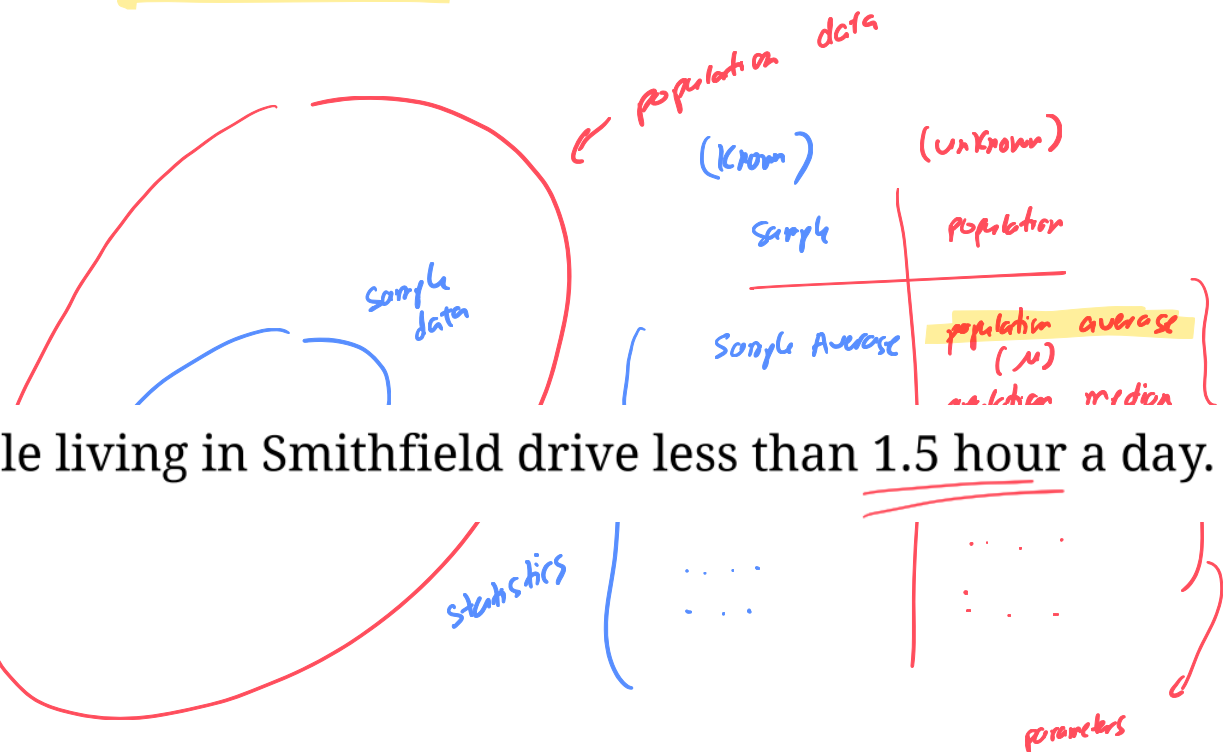 population data
(Known) (unknown)
sample population
sample
data
Sample Average population average
(μ)
population median
le living in Smithfield drive less than 1.5 hour a day.
statistics
parameters